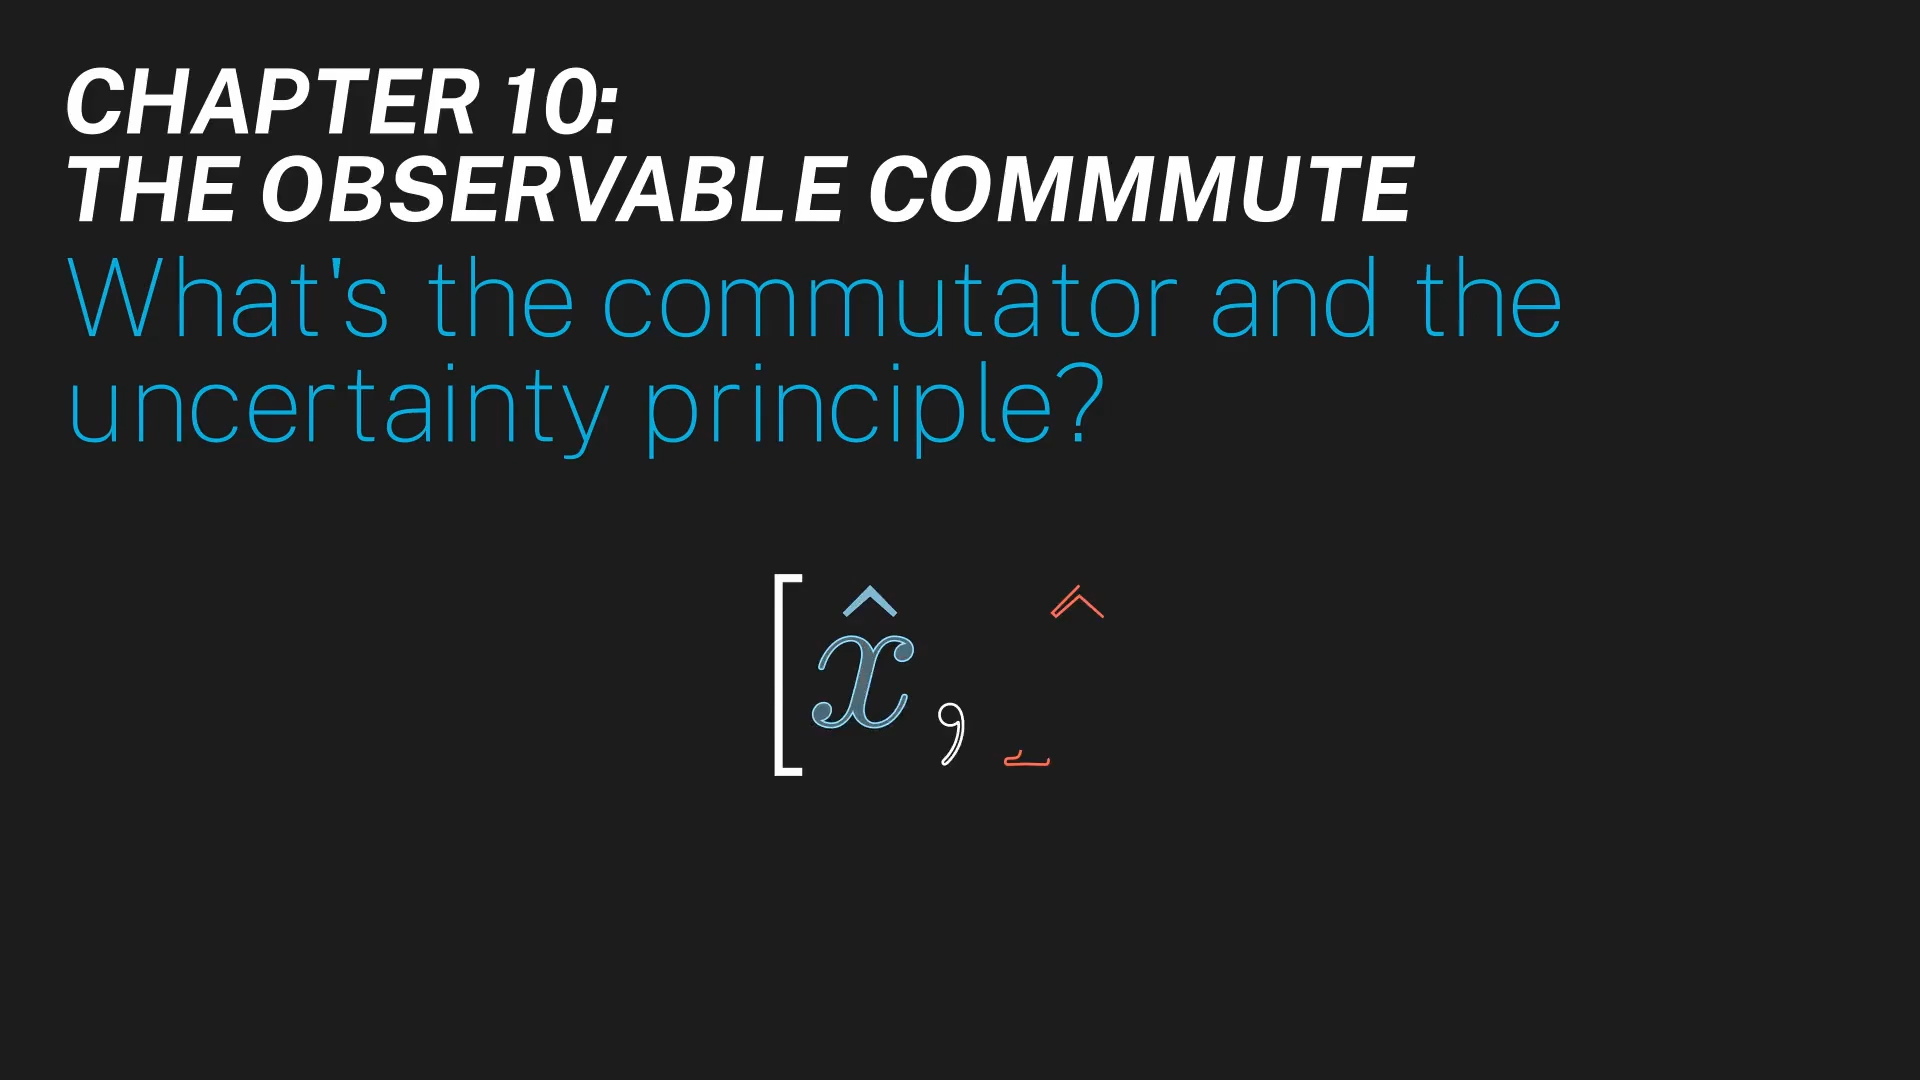 CHAPTER 10:
THE OBSERVABLE COMMMUTE
What's the commutator and the
uncertainty principle?
[x̂,